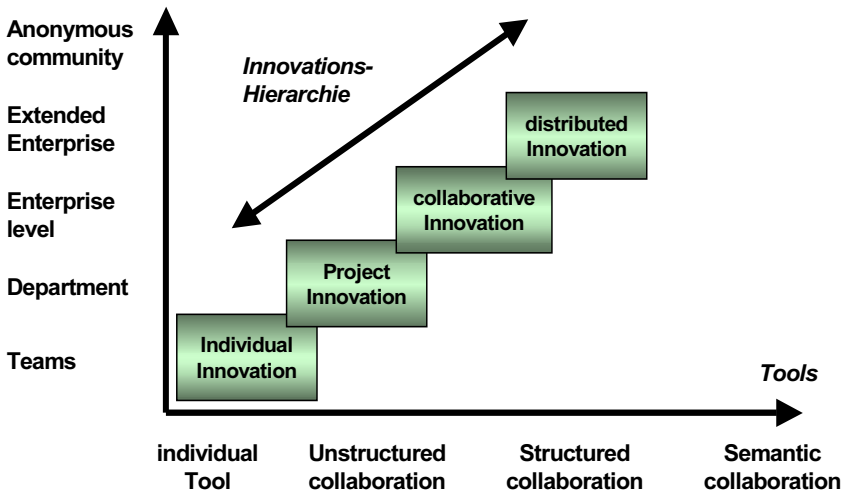 Anonymous
community
Innovations-
Hierarchie
Extended
Enterprise
distributed
Innovation
Enterprise
level
collaborative
Innovation
Department
Project
Innovation
Teams
Individual
Innovation
Tools
individual
Tool
Unstructured
collaboration
Structured
collaboration
Semantic
collaboration